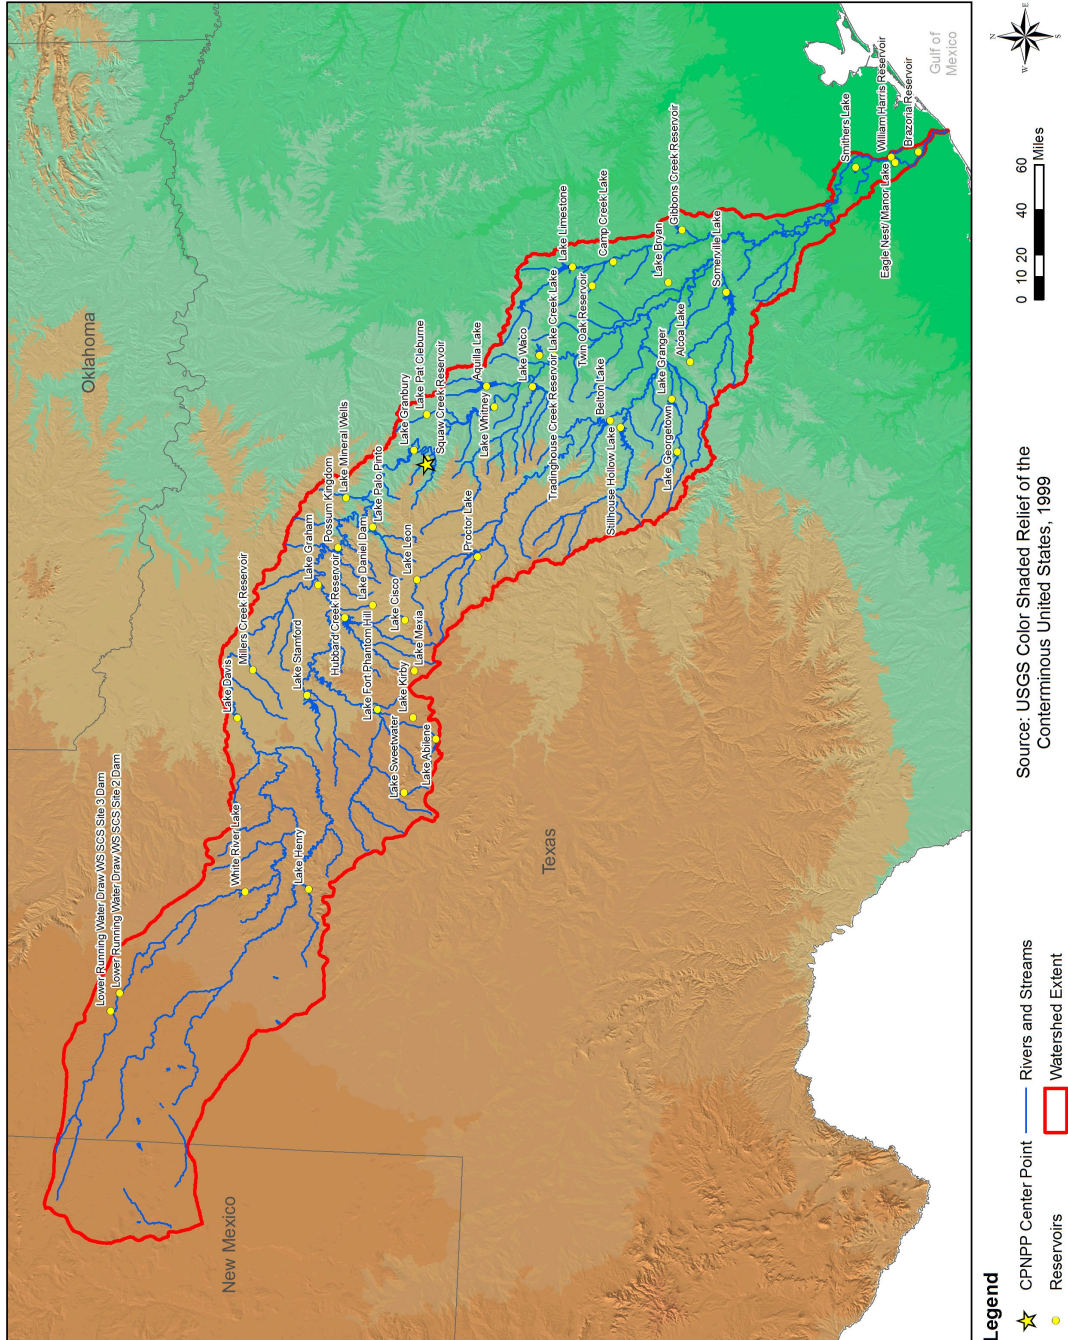 Oklahoma
New Mexico
Texas
Gulf of
Mexico
Lower Running Water Draw WS SCS Site 3 Dam
Lower Running Water Draw WS SCS Site 2 Dam
White River Lake
Lake Henry
Lake Davis
Millers Creek Reservoir
Lake Stamford
Lake Graham
Possum Kingdom
Hubbard Creek Reservoir
Lake Daniel Dam
Lake Mineral Wells
Lake Palo Pinto
Lake Fort Phantom Hill
Lake Cisco
Lake Leon
Lake Mexia
Lake Kirby
Lake Sweetwater
Lake Abilene
Lake Granbury
Lake Pat Cleburne
Squaw Creek Reservoir
Proctor Lake
Aquilla Lake
Lake Whitney
Lake Waco
Tradinghouse Creek Reservoir Lake Creek Lake
Lake Limestone
Twin Oak Reservoir
Camp Creek Lake
Belton Lake
Stillhouse Hollow Lake
Lake Georgetown
Lake Granger
Alcoa Lake
Lake Bryan
Gibbons Creek Reservoir
Somerville Lake
Smithers Lake
Eagle Nest/ Manor Lake
William Harris Reservoir
Brazoria Reservoir
Legend
CPNPP Center Point
Reservoirs
Rivers and Streams
Watershed Extent
Source: USGS Color Shaded Relief of the
Conterminous United States, 1999
0 10 20 40 60
Miles
N
E
S
W